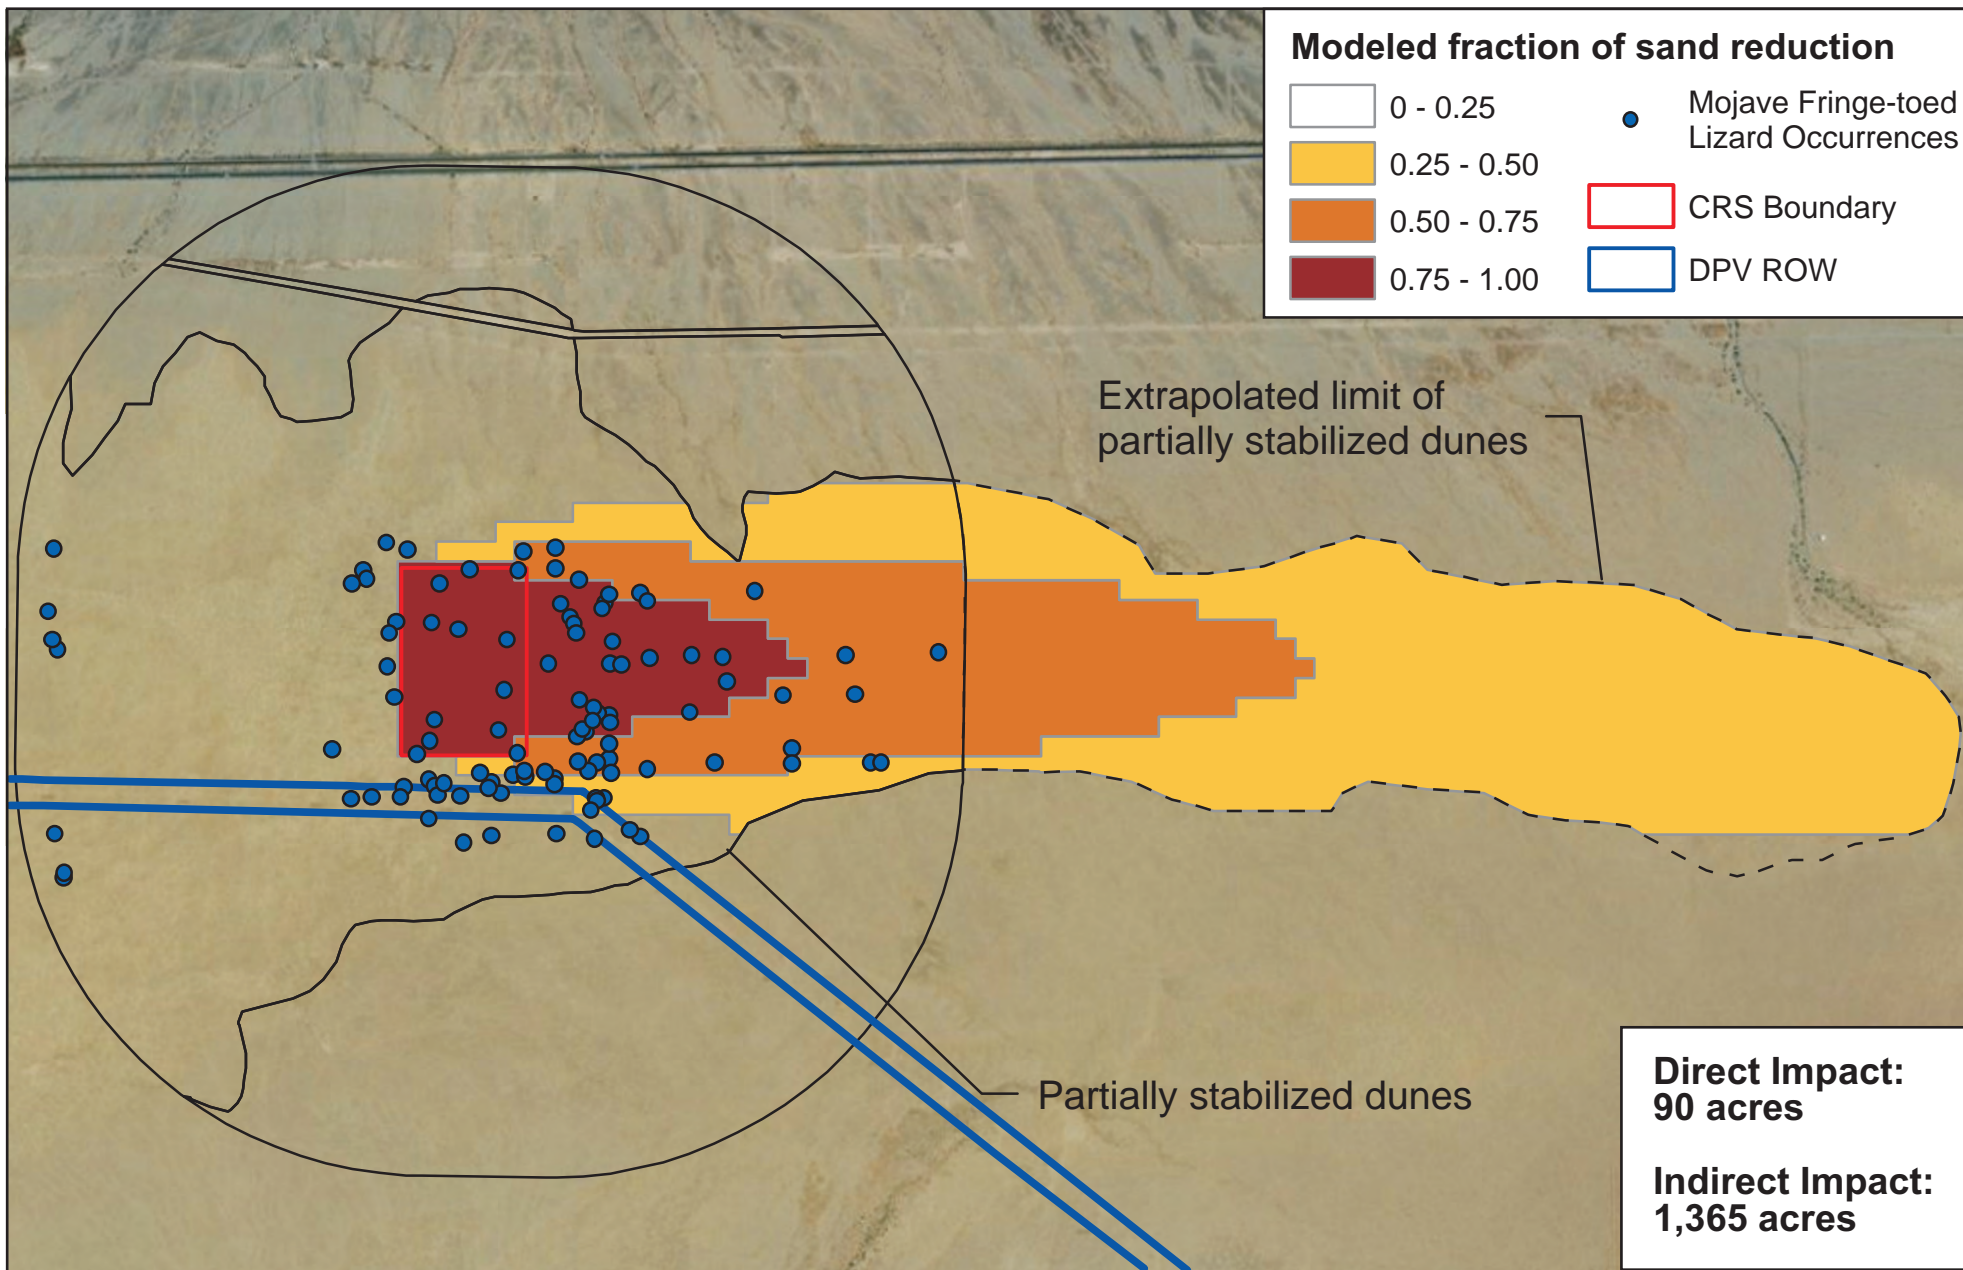 Modeled fraction of sand reduction
0 - 0.25
0.25 - 0.50
0.50 - 0.75
0.75 - 1.00
Mojave Fringe-toed
Lizard Occurrences
CRS Boundary
DPV ROW
Extrapolated limit of
partially stabilized dunes
Partially stabilized dunes
Direct Impact:
90 acres
Indirect Impact:
1,365 acres